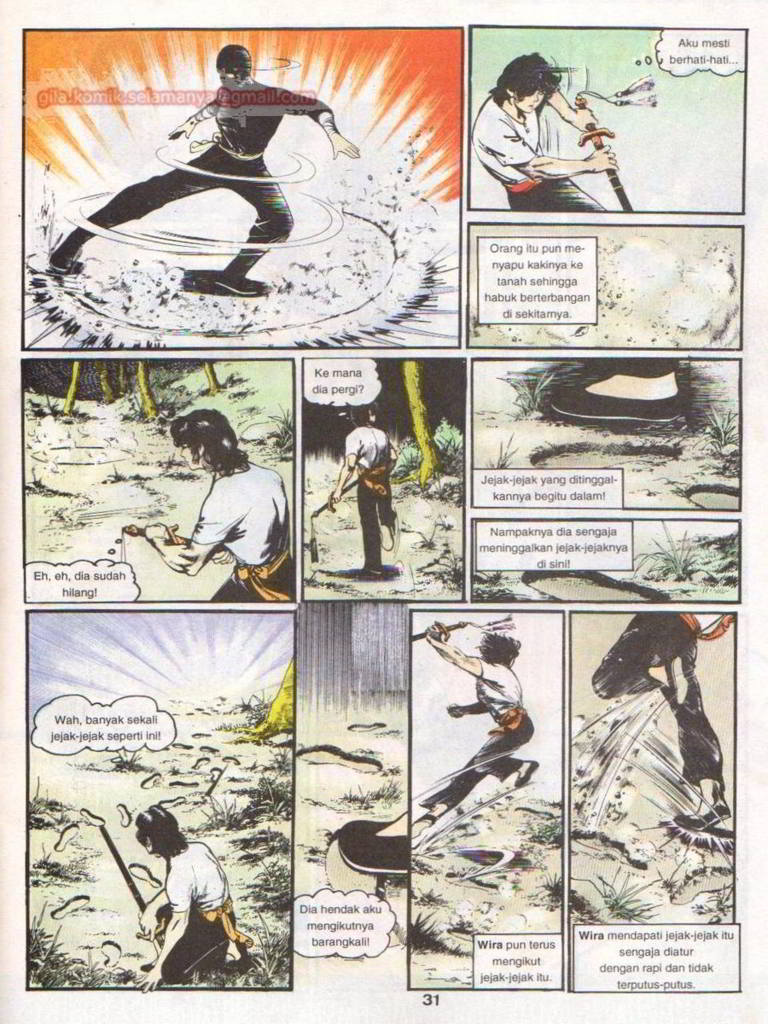 gila.komik.selamanya@gmail.com
Aku mesti
berhati-hati...
Orang itu pun me-
nyapu kakinya ke
tanah sehingga
habuk berterbangan
di sekitarnya.
Eh, eh, dia sudah
hilang!
Ke mana
dia pergi?
Jejak-jejak yang ditinggal-
kannya begitu dalam!
Nampaknya dia sengaja
meninggalkan jejak-jejaknya
di sini!
Wah, banyak sekali
jejak-jejak seperti ini!
Dia hendak aku
mengikutnya
barangkali!
Wira pun terus
mengikut
jejak-jejak itu.
Wira mendapati jejak-jejak itu
sengaja diatur
dengan rapi dan tidak
terputus-putus.
31